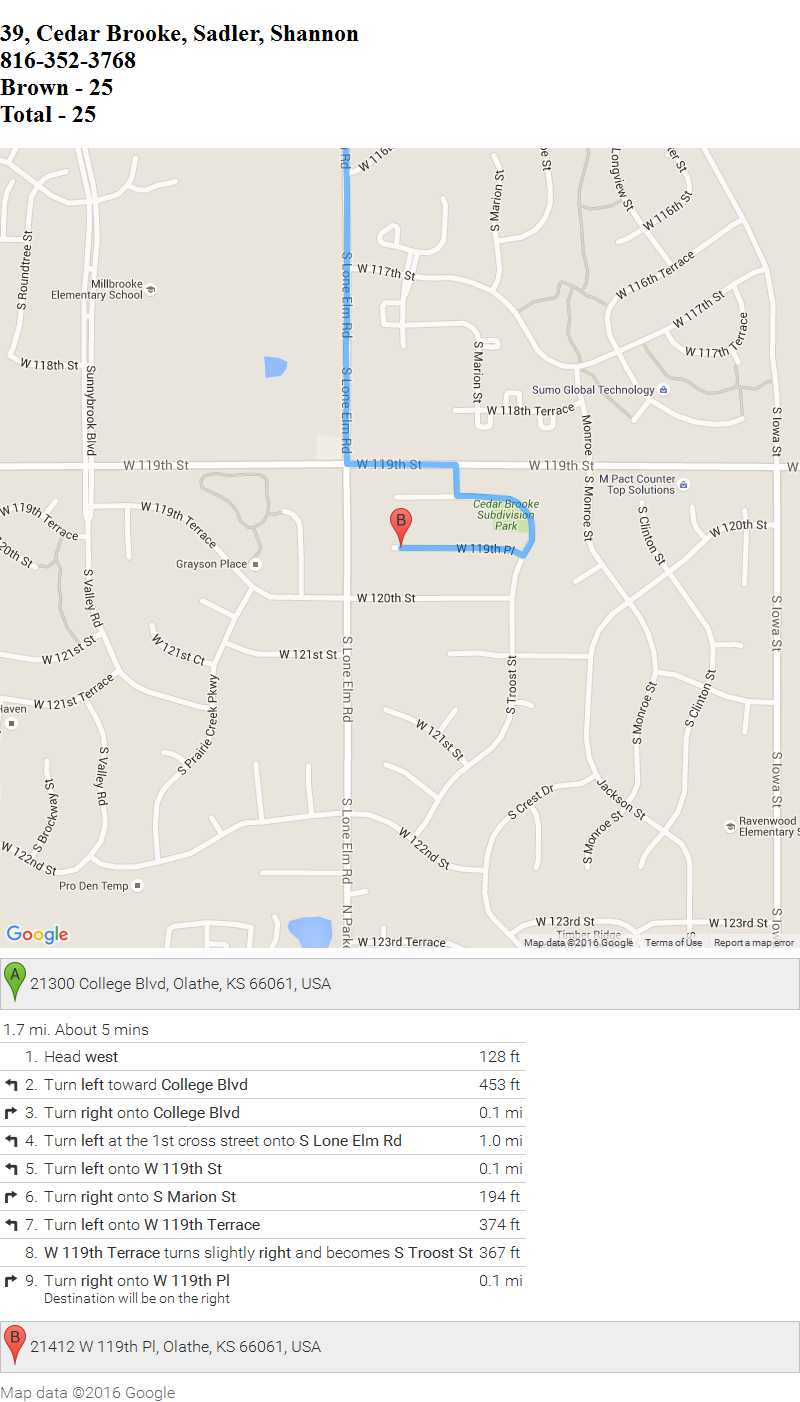 39, Cedar Brooke, Sadler, Shannon
816-352-3768
Brown - 25
Total - 25
Rd
W 116
S Marion St
pe St
Longview St
er St
W 116th St
S Roundtree St
Millbrooke
Elementary School
S Lone Elm Rd
W 117th St
W 116th Terrace
W 117th St
W 117th Terrace
W 118th St
Sunnybrook Blvd
S Lone Elm Rd
S Marion St
Sumo Global Technology
W 118th Terrace
Monroe
S Iowa St
W 119th St
W 119th St
W 119th St
W
S Monroe St
M Pact Counter
Top Solutions
W 119th Terrace
W 119th Terrace
Cedar Brooke
Subdivision
Park
B
S Clinton St
W 120th St
20th St
Grayson Place
W 119th Pl
S Valley Rd
W 120th St
S Iowa St
W 121st St
W 121st Ct
W 121st St
S Lone Elm Rd
S Troost St
W 121st Terrace
Haven
S Prairie Creek Pkwy
S Monroe St
S Clinton St
W 121st St
S Valley Rd
S Iowa St
S Brockway St
S Lone Elm Rd
S Crest Dr
Jackson St
S Monroe St
Ravenwood
Elementary S
W 122nd St
W 122nd St
Pro Den Temp
N Parke
W 123rd St
W 123rd St
S Iow
Timber Ridge
S
W 123rd Terrace
Google
Map data ©2016 Google Terms of Use Report a map error
A
21300 College Blvd, Olathe, KS 66061, USA
1.7 mi. About 5 mins
1. Head west 128 ft
2. Turn left toward College Blvd 453 ft
3. Turn right onto College Blvd 0.1 mi
4. Turn left at the 1st cross street onto S Lone Elm Rd 1.0 mi
5. Turn left onto W 119th St 0.1 mi
6. Turn right onto S Marion St 194 ft
7. Turn left onto W 119th Terrace 374 ft
8. W 119th Terrace turns slightly right and becomes S Troost St 367 ft
9. Turn right onto W 119th Pl 0.1 mi
Destination will be on the right
B
21412 W 119th Pl, Olathe, KS 66061, USA
Map data ©2016 Google